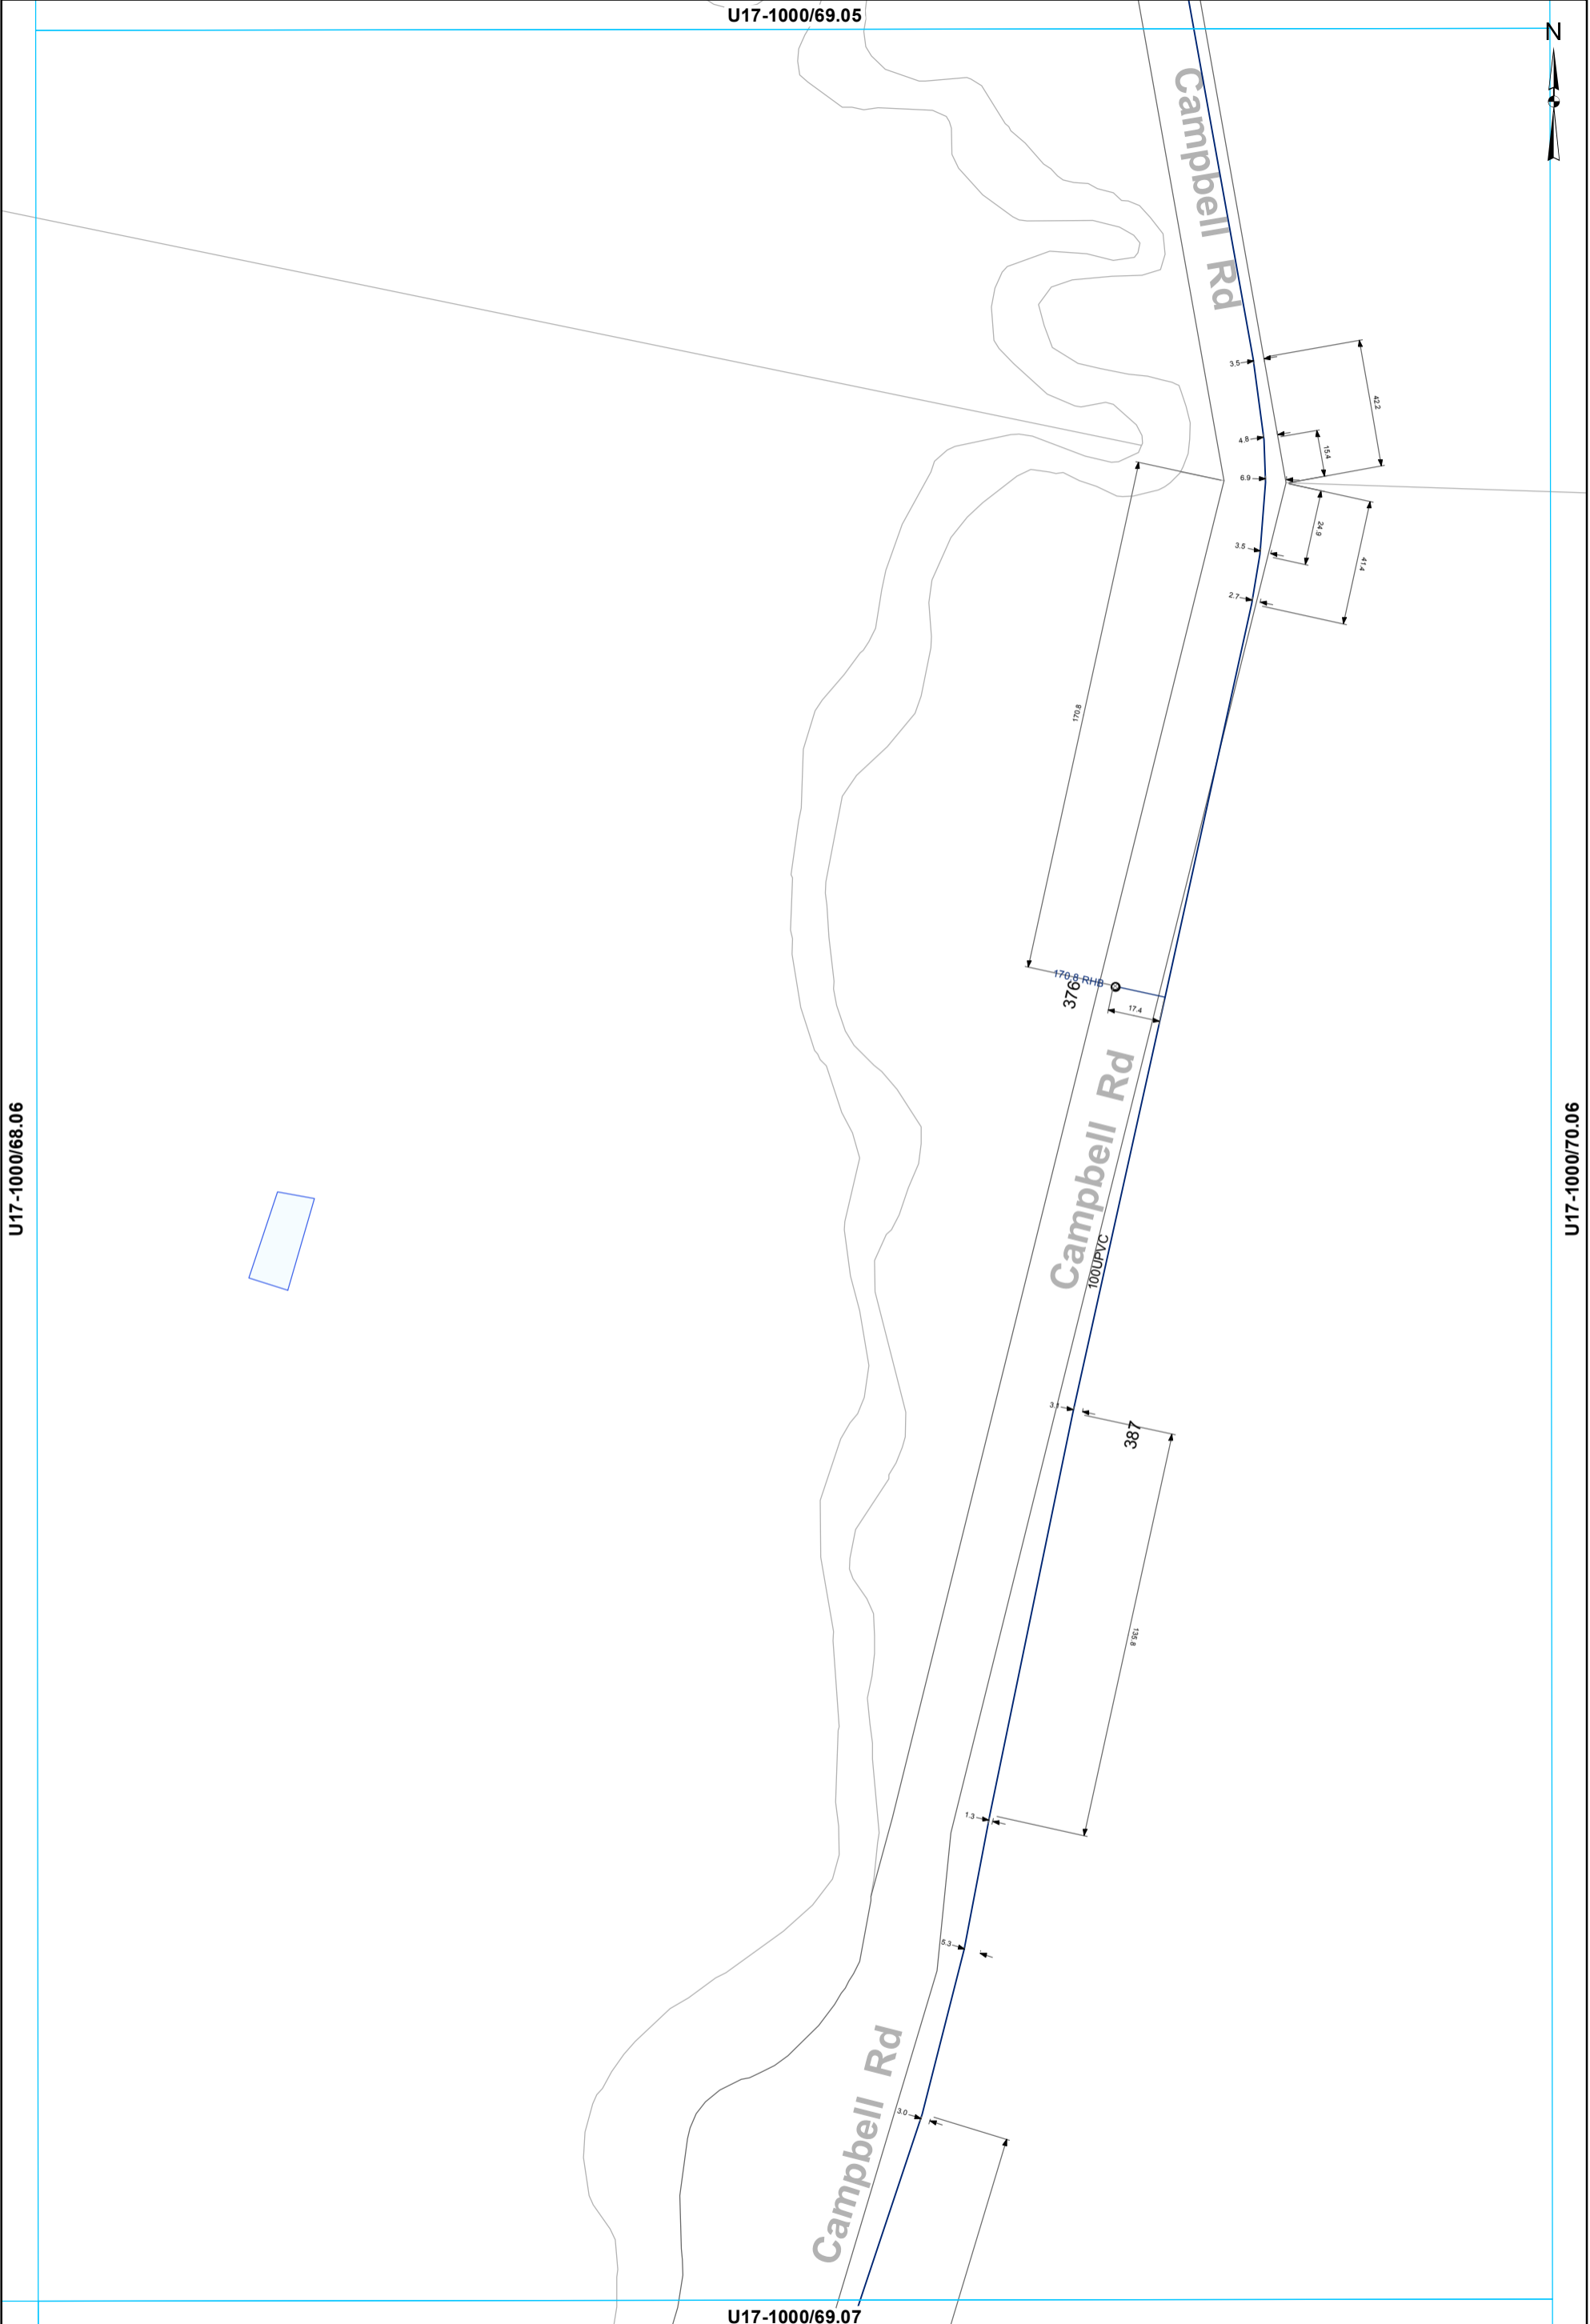 U17-1000/69.05
N
Campbell Rd
3.5
42.2
4.8
15.4
6.9
24.9
3.5
41.4
2.7
170.8
170.8 RHB
376
17.4
Campbell Rd
U17-1000/68.06
U17-1000/70.06
100UPVC
3.1
387
135.8
1.3
5.3
Campbell Rd
3.0
U17-1000/69.07